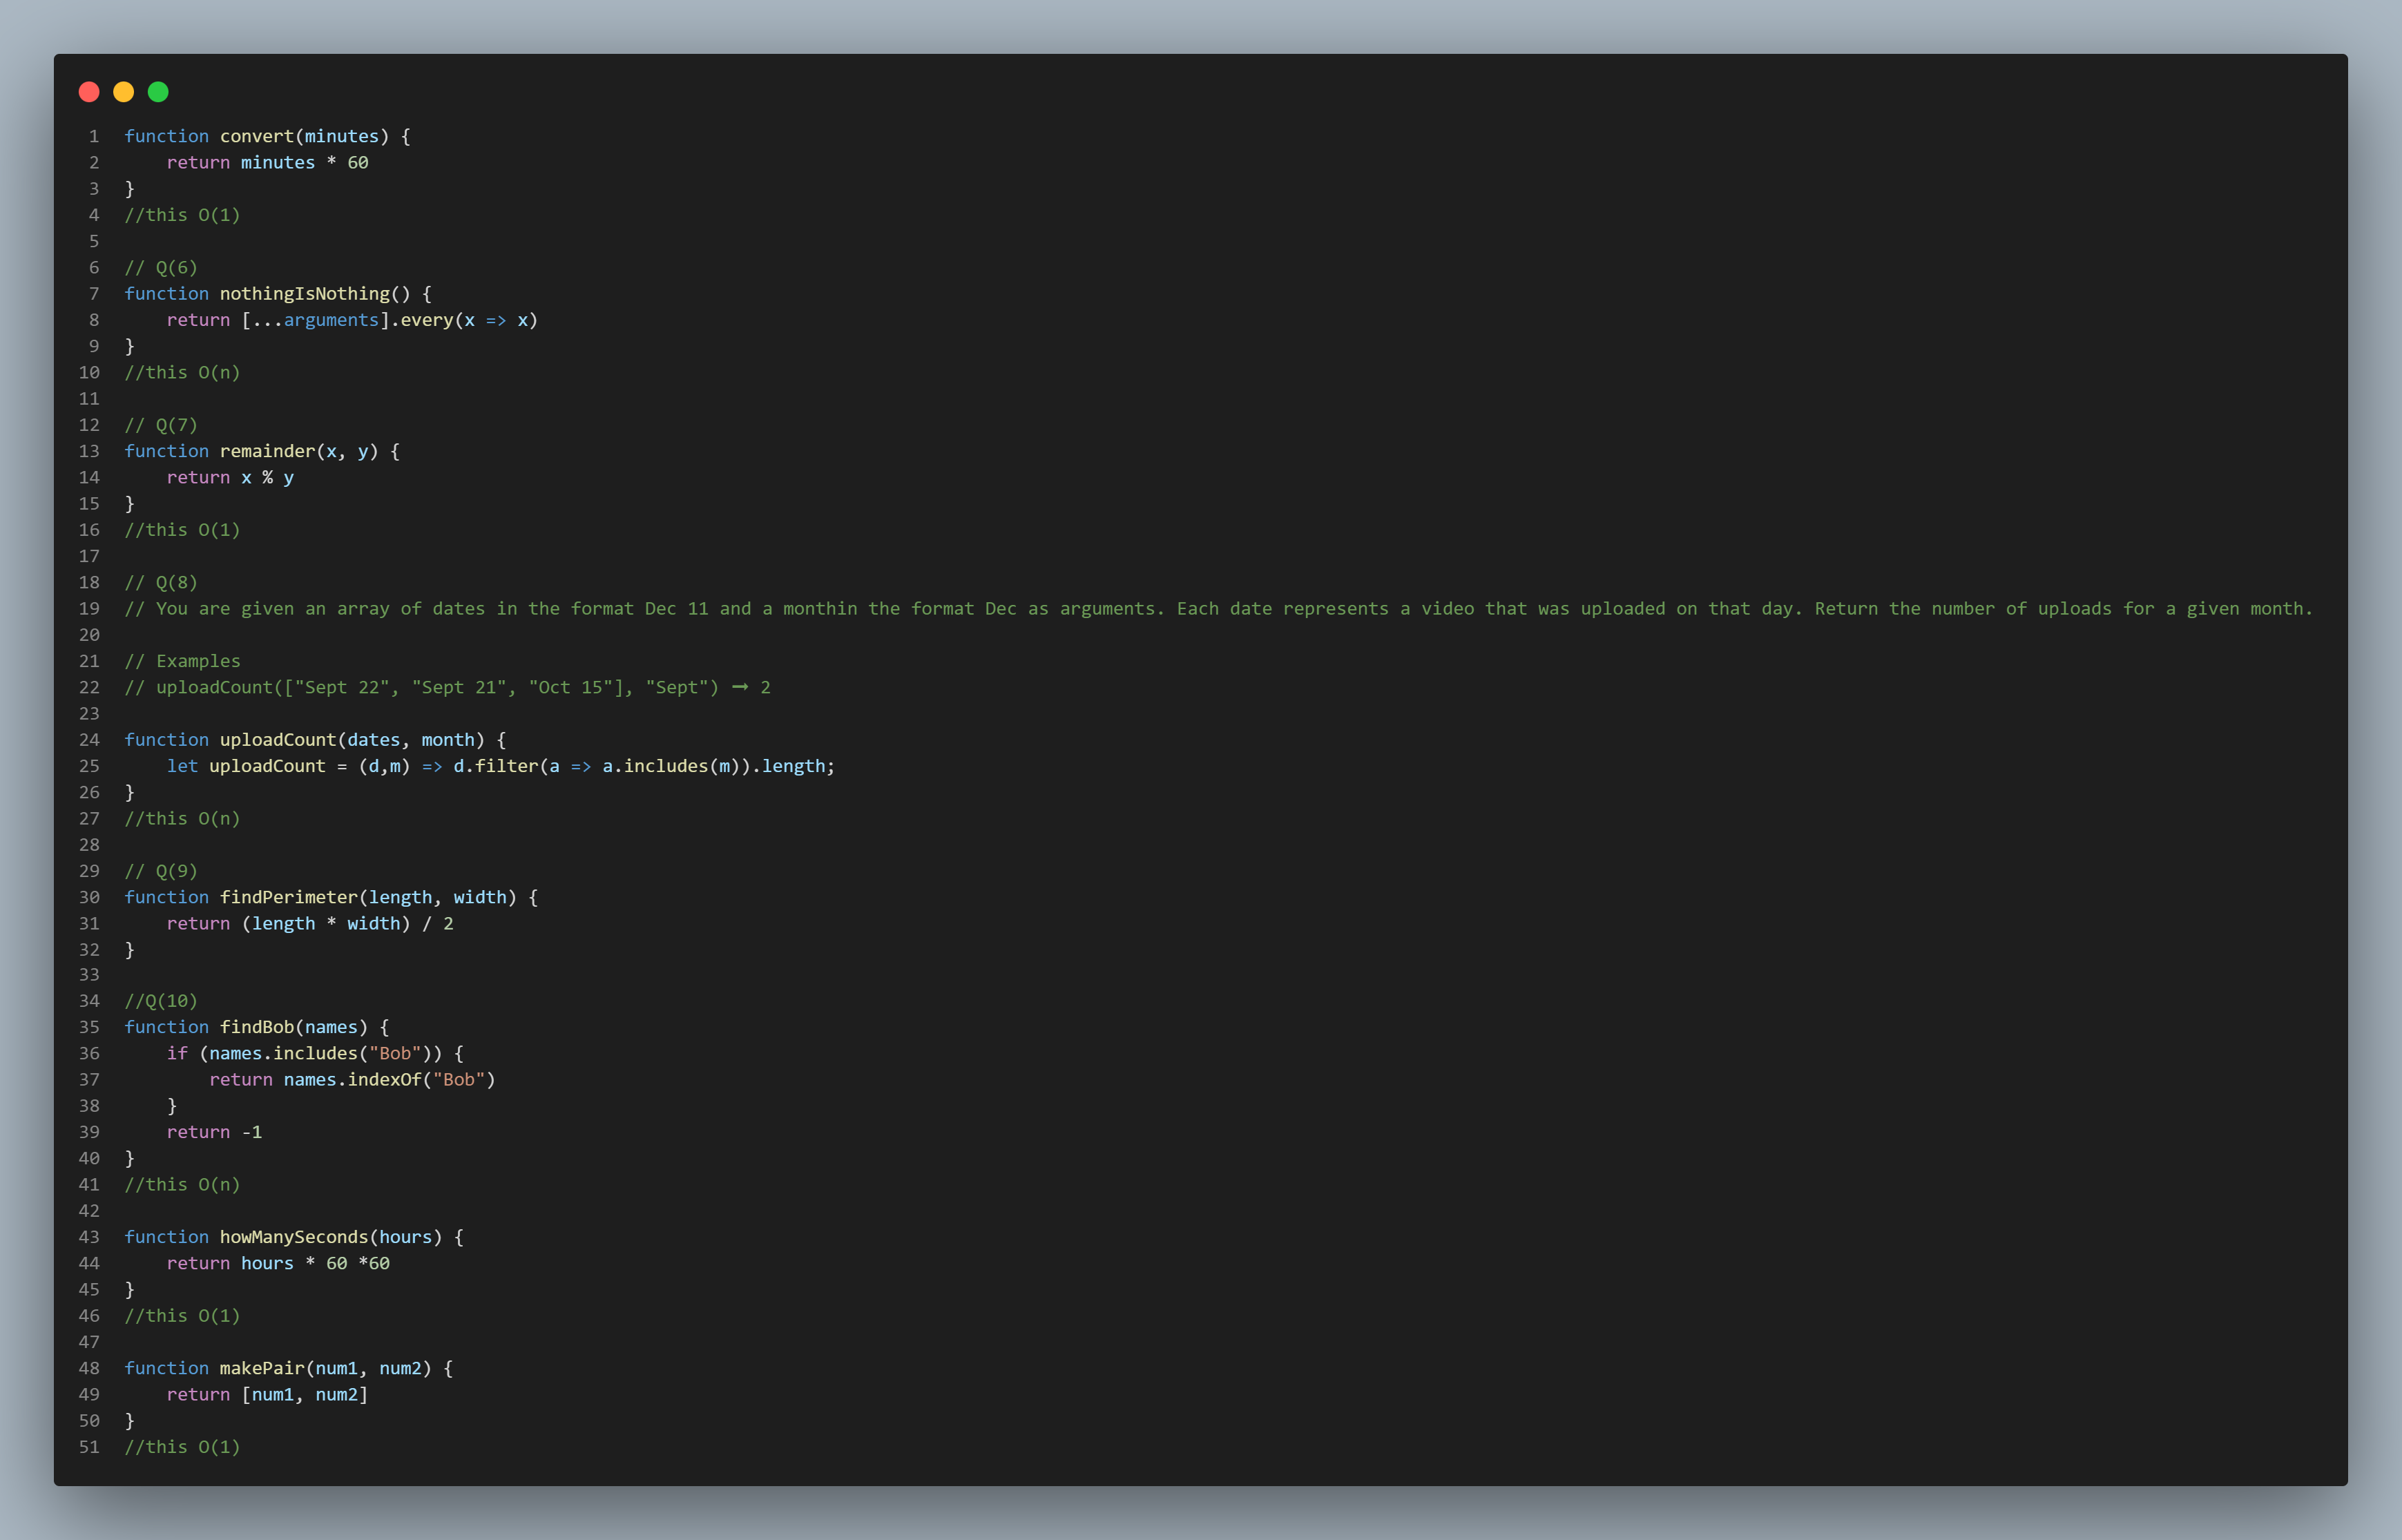 1 function convert(minutes) {
2     return minutes * 60
3 }
4 //this O(1)
5
6 // Q(6)
7 function nothingIsNothing() {
8     return [...arguments].every(x => x)
9 }
10 //this O(n)
11
12 // Q(7)
13 function remainder(x, y) {
14     return x % y
15 }
16 //this O(1)
17
18 // Q(8)
19 // You are given an array of dates in the format Dec 11 and a monthin the format Dec as arguments. Each date represents a video that was uploaded on that day. Return the number of uploads for a given month.
20
21 // Examples
22 // uploadCount(["Sept 22", "Sept 21", "Oct 15"], "Sept") ➞ 2
23
24 function uploadCount(dates, month) {
25     let uploadCount = (d,m) => d.filter(a => a.includes(m)).length;
26 }
27 //this O(n)
28
29 // Q(9)
30 function findPerimeter(length, width) {
31     return (length * width) / 2
32 }
33
34 //Q(10)
35 function findBob(names) {
36     if (names.includes("Bob")) {
37         return names.indexOf("Bob")
38     }
39     return -1
40 }
41 //this O(n)
42
43 function howManySeconds(hours) {
44     return hours * 60 *60
45 }
46 //this O(1)
47
48 function makePair(num1, num2) {
49     return [num1, num2]
50 }
51 //this O(1)